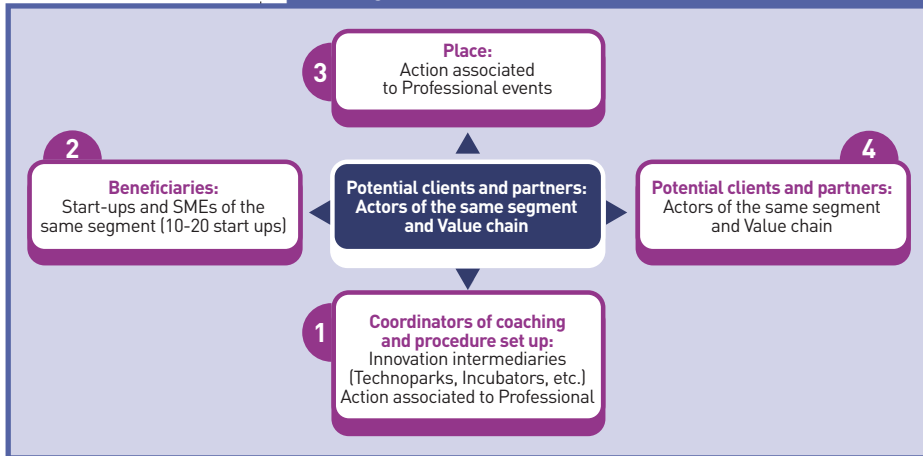 3
Place:
Action associated
to Professional events
2
Beneficiaries:
Start-ups and SMEs of the
same segment (10-20 start ups)
Potential clients and partners:
Actors of the same segment
and Value chain
4
Potential clients and partners:
Actors of the same segment
and Value chain
1
Coordinators of coaching
and procedure set up:
Innovation intermediaries
(Technoparks, Incubators, etc.)
Action associated to Professional